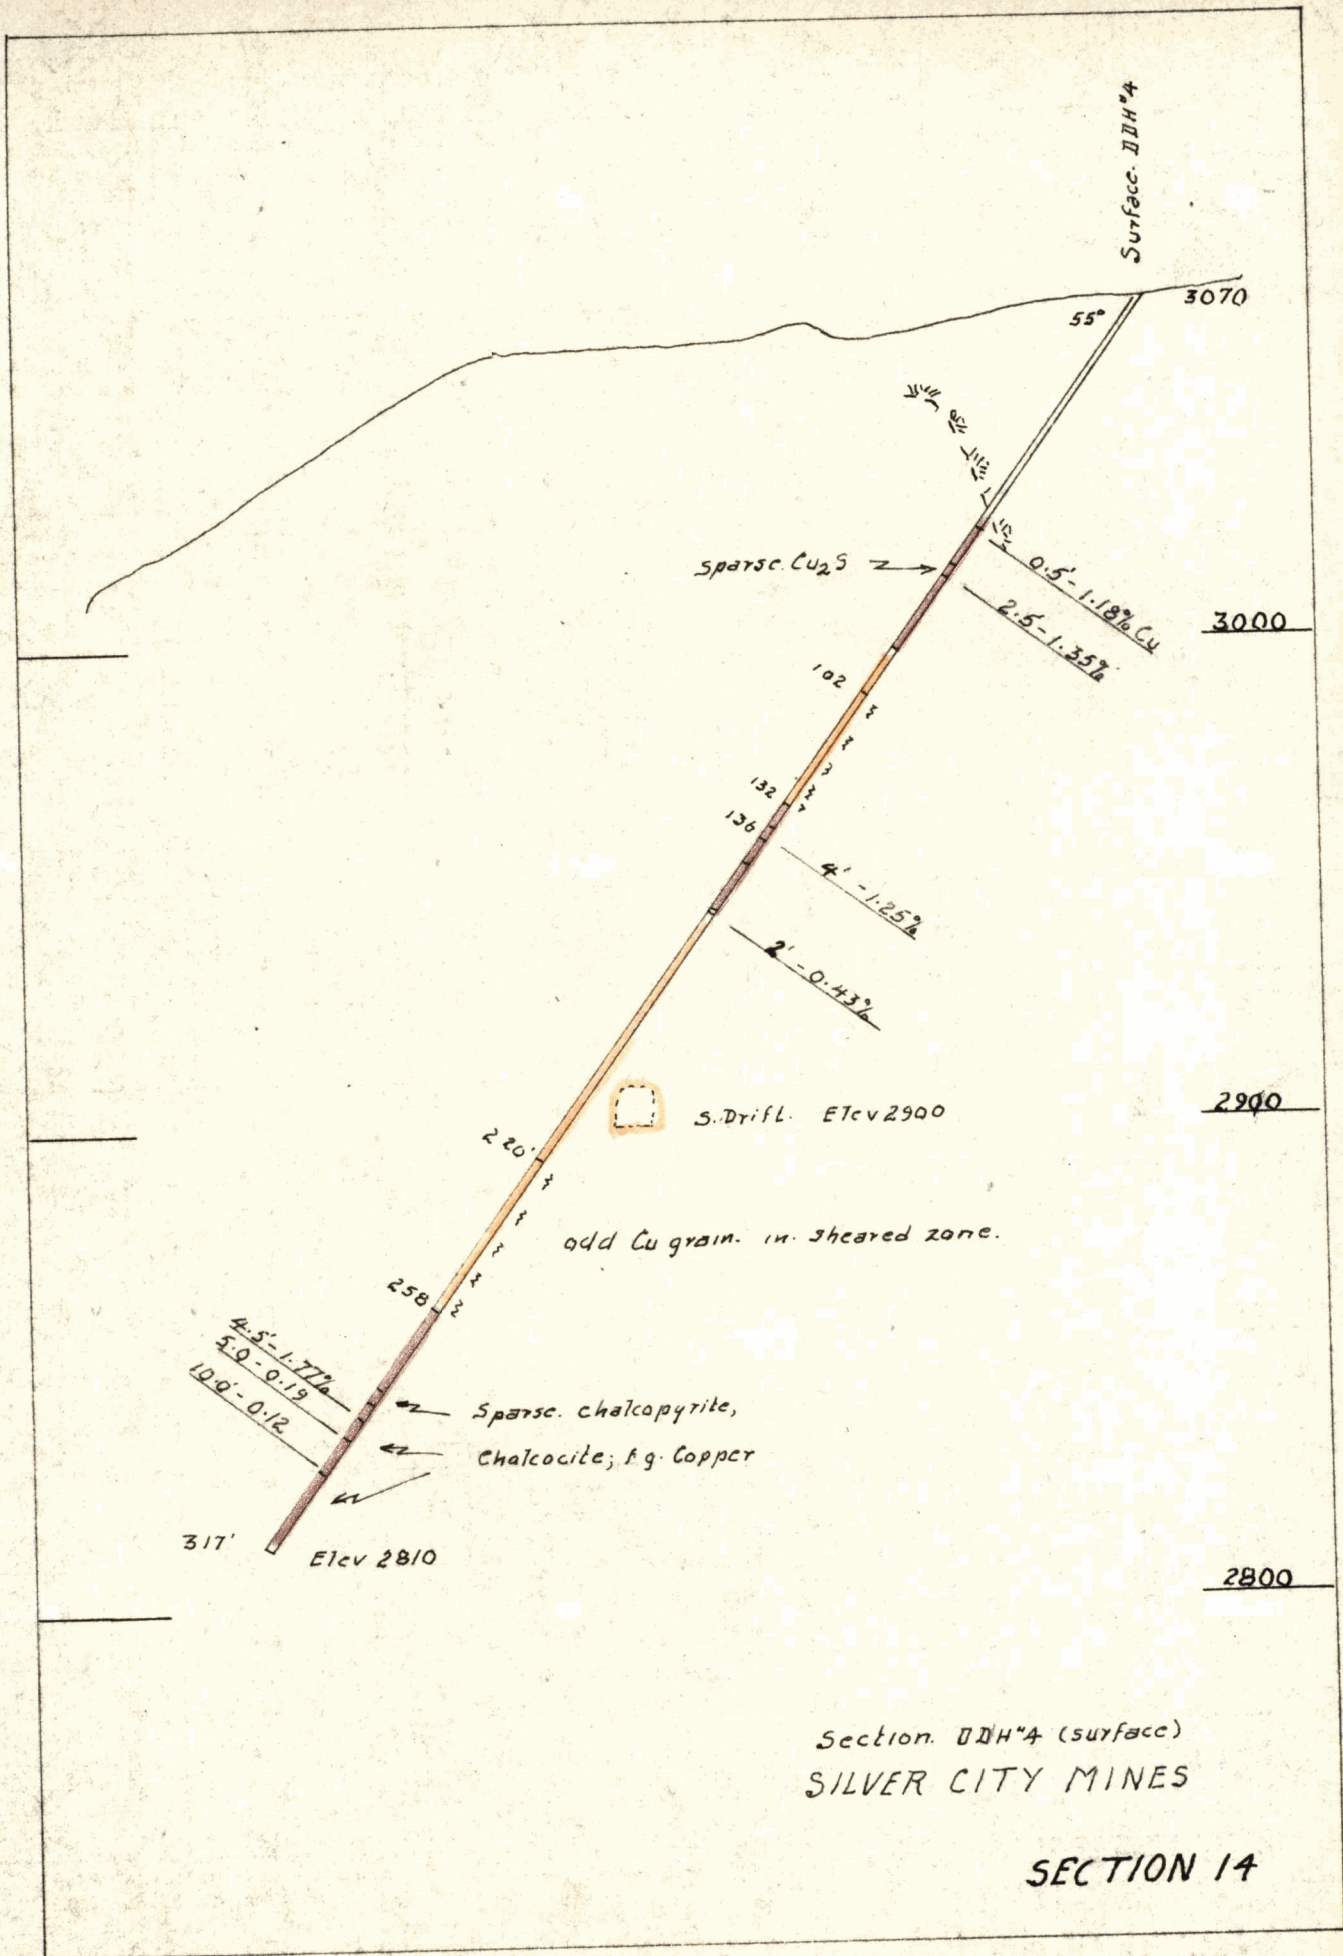 Surface. DDH#4
3070
55°
Sparse. Cu2S
0.5' - 1.18% Cu
2.5 - 1.35%
3000
102
132
136
4' - 1.25%
2' - 0.43%
S. Drift. Elev 2900
2900
220'
odd Cu grain. in. sheared zone.
258
4.5' - 1.77%
5.0 - 0.19
10.0' - 0.12
Sparse. chalcopyrite,
Chalcocite; f.g. Copper
317'
Elev 2810
2800
Section. DDH#4 (surface)
SILVER CITY MINES
SECTION 14